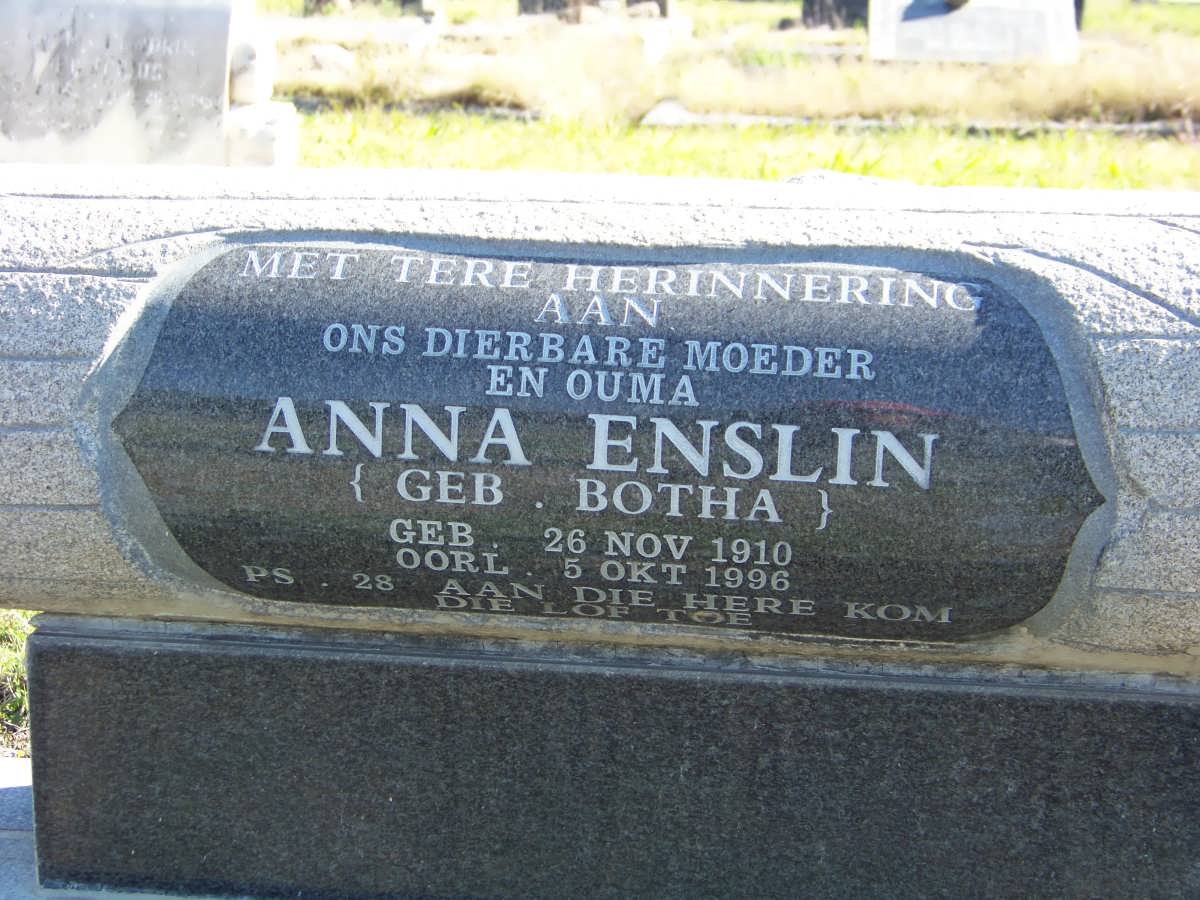 MET TERE HERINNERING
AAN
ONS DIERBARE MOEDER
EN OUMA
ANNA ENSLIN
{ GEB . BOTHA }
GEB . 26 NOV 1910
OORL . 5 OKT 1996
PS . 28 AAN DIE HERE KOM
DIE LOF TOE